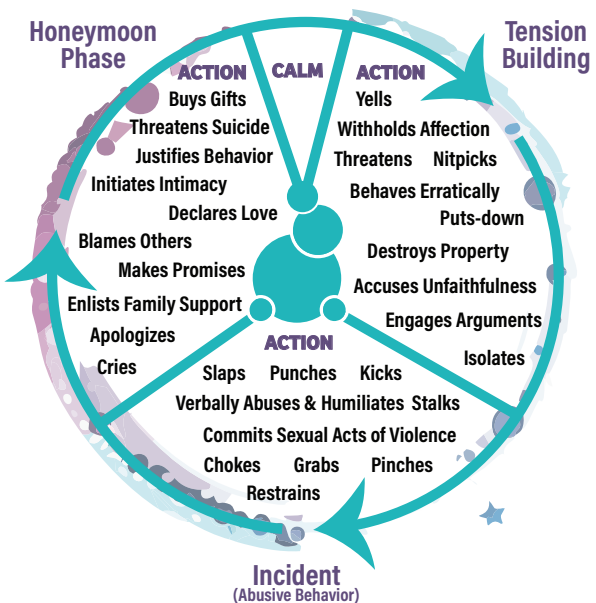 Honeymoon
Phase
Tension
Building
CALM
ACTION
Buys Gifts
Threatens Suicide
Justifies Behavior
Initiates Intimacy
Declares Love
Blames Others
Makes Promises
Enlists Family Support
Apologizes
Cries
ACTION
Yells
Withholds Affection
Threatens Nitpicks
Behaves Erratically
Puts-down
Destroys Property
Accuses Unfaithfulness
Engages Arguments
Isolates
ACTION
Slaps Punches Kicks
Verbally Abuses & Humiliates Stalks
Commits Sexual Acts of Violence
Chokes Grabs Pinches
Restrains
Incident
(Abusive Behavior)